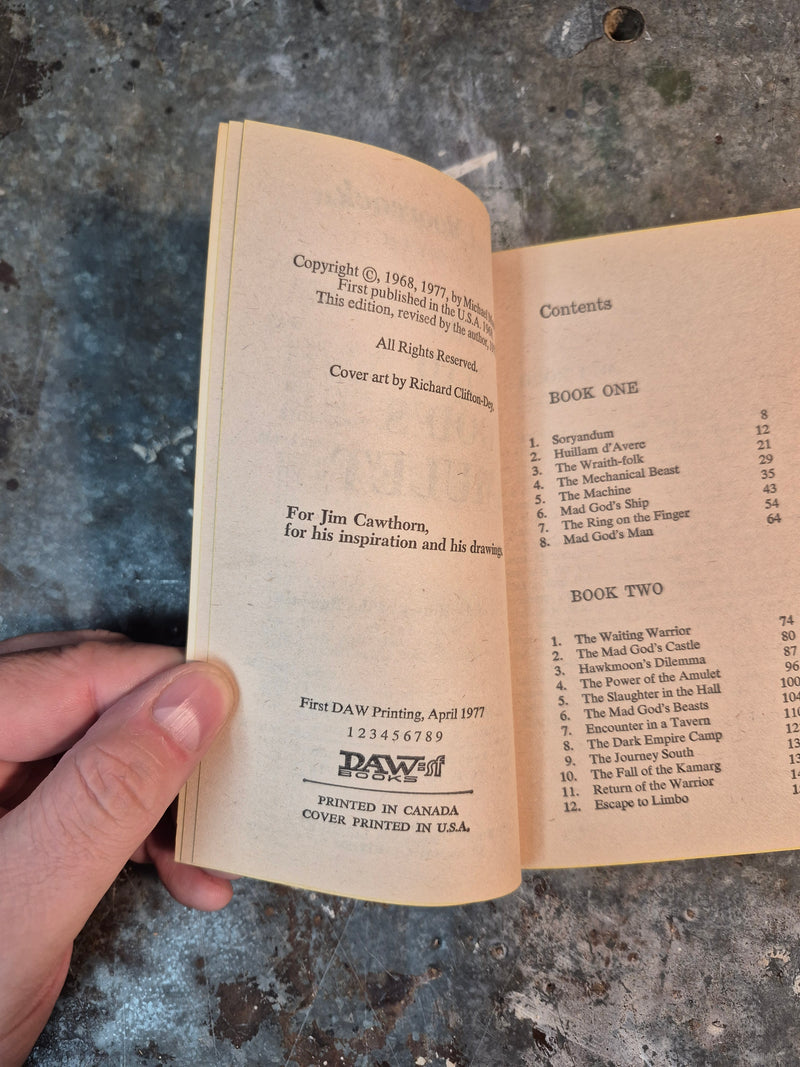 Copyright ©, 1968, 1977, by Michael
First published in the U.S.A.
This edition, revised by the author,
All Rights Reserved.
Cover art by Richard Clifton-Dey.
For Jim Cawthorn,
for his inspiration and his drawings
First DAW Printing, April 1977
1 2 3 4 5 6 7 8 9
DAW=sf
BOOKS
PRINTED IN CANADA
COVER PRINTED IN U.S.A.
Contents
BOOK ONE
1. Soryandum 8
2. Huillam d'Avere 12
3. The Wraith-folk 21
4. The Mechanical Beast 29
5. The Machine 35
6. Mad God's Ship 43
7. The Ring on the Finger 54
8. Mad God's Man 64
BOOK TWO
1. The Waiting Warrior 74
2. The Mad God's Castle 80
3. Hawkmoon's Dilemma 87
4. The Power of the Amulet 96
5. The Slaughter in the Hall 100
6. The Mad God's Beasts 104
7. Encounter in a Tavern
8. The Dark Empire Camp
9. The Journey South
10. The Fall of the Kamarg
11. Return of the Warrior
12. Escape to Limbo